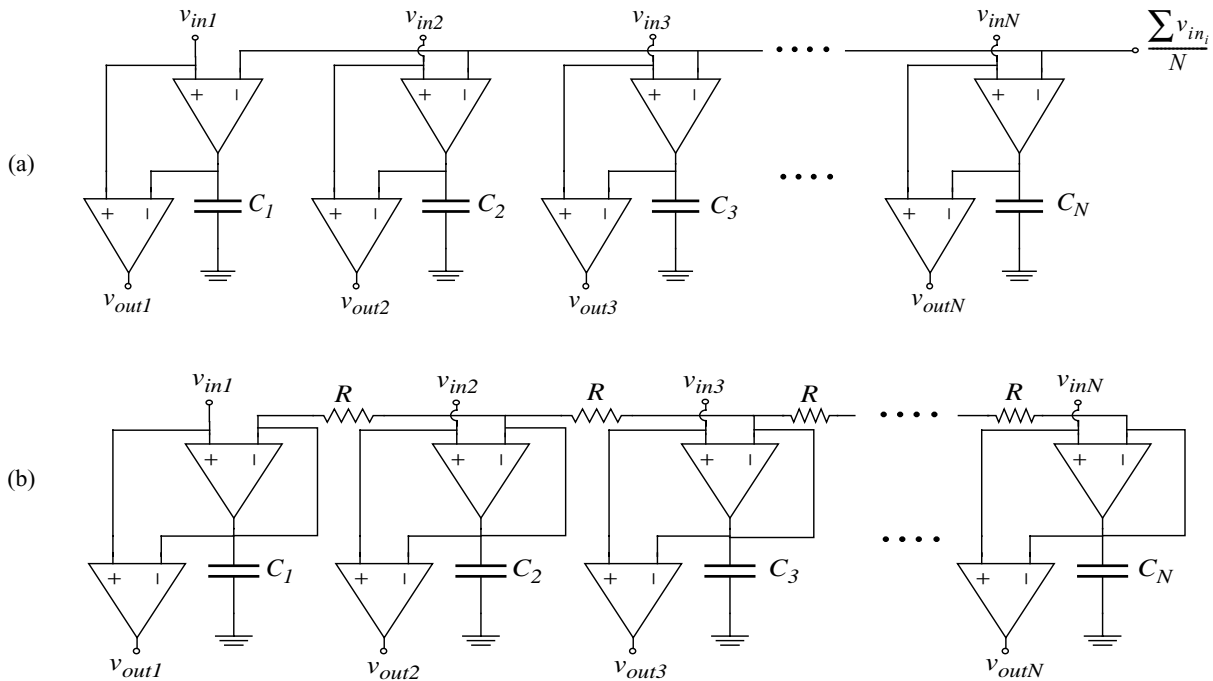 v_in1 v_in2 v_in3 v_inN
∑ v_in_i
N
+ − + − + − + −
(a)
C_1 C_2 C_3 C_N
+ − + − + − + −
v_out1 v_out2 v_out3 v_outN
v_in1 R v_in2 R v_in3 R R v_inN
+ − + − + − + −
(b)
C_1 C_2 C_3 C_N
+ − + − + − + −
v_out1 v_out2 v_out3 v_outN